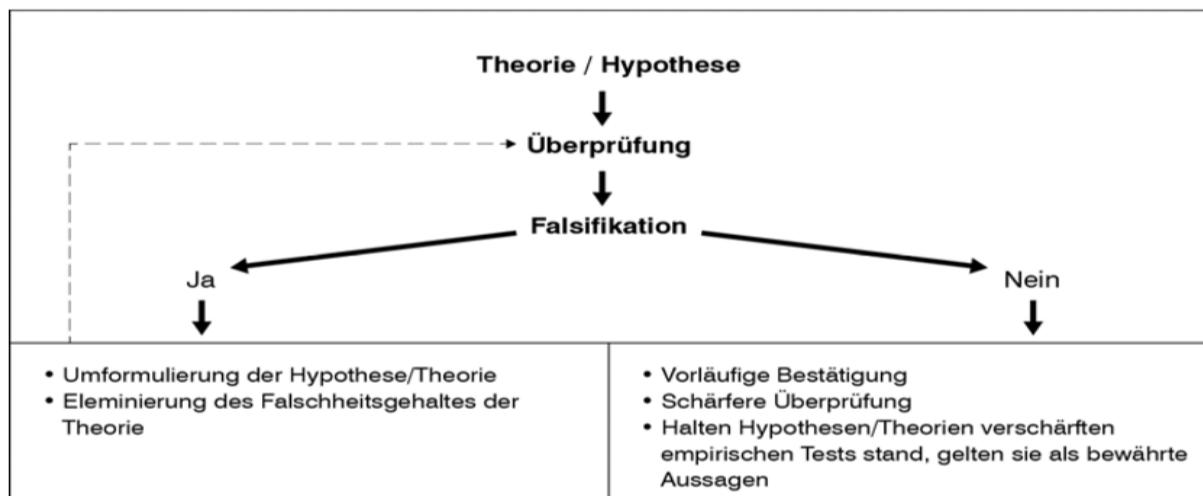 Theorie / Hypothese
Überprüfung
Falsifikation
Ja
Nein
• Umformulierung der Hypothese/Theorie
• Eleminierung des Falschheitsgehaltes der
Theorie
• Vorläufige Bestätigung
• Schärfere Überprüfung
• Halten Hypothesen/Theorien verschärften
empirischen Tests stand, gelten sie als bewährte
Aussagen